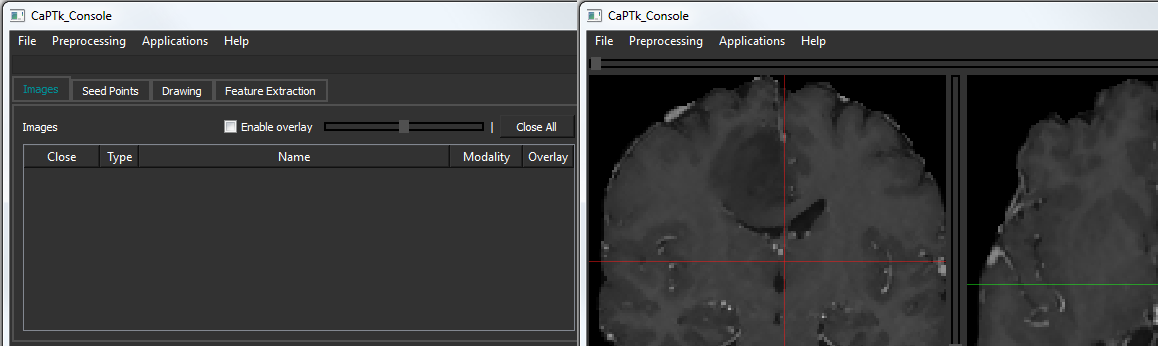 CaPTk_Console
File Preprocessing Applications Help
Images Seed Points Drawing Feature Extraction
Images Enable overlay Close All
Close Type Name Modality Overlay
CaPTk_Console
File Preprocessing Applications Help